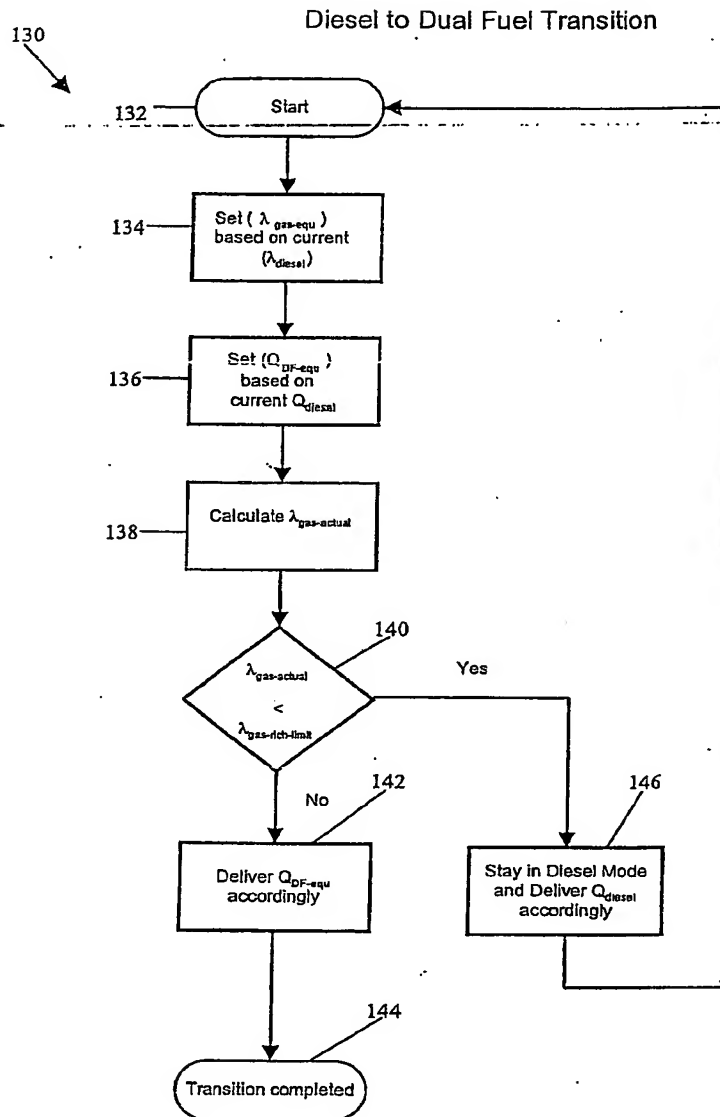 Diesel to Dual Fuel Transition
130
132
Start
134
Set ( λ gas-equ )
based on current
(λdiesel)
136
Set (QDF-equ )
based on
current Qdiesel
138
Calculate λgas-actual
140
λgas-actual
<
λgas-rich-limit
Yes
No
142
Deliver QDF-equ
accordingly
146
Stay in Diesel Mode
and Deliver Qdiesel
accordingly
144
Transition completed